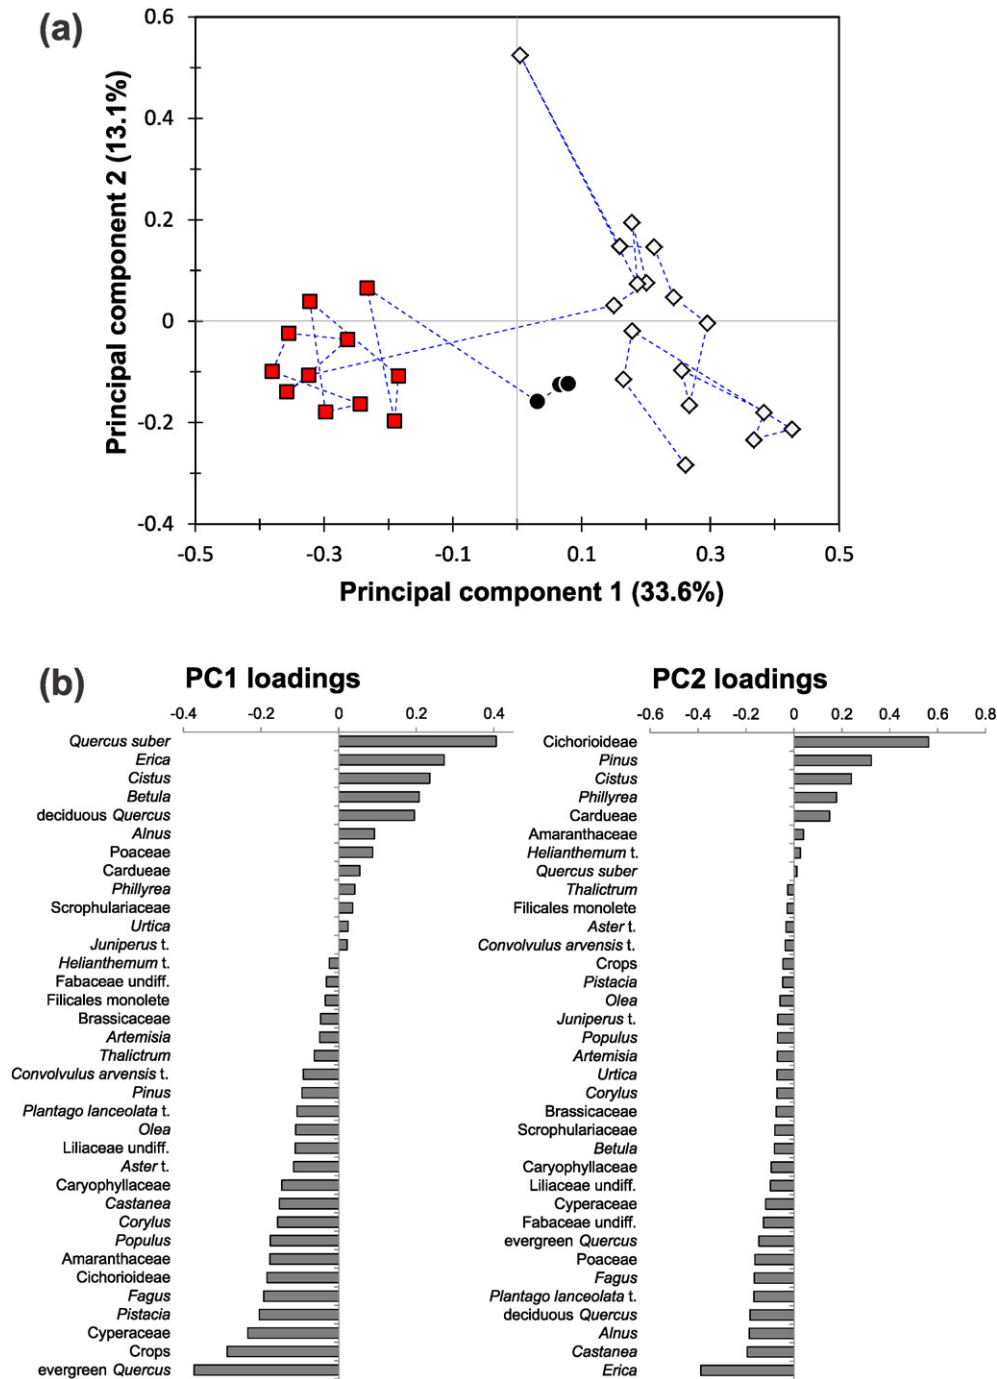 (a)
Principal component 2 (13.1%)
0.6
0.4
0.2
0
-0.2
-0.4
-0.5 -0.3 -0.1 0.1 0.3 0.5
Principal component 1 (33.6%)
(b)
PC1 loadings
-0.4 -0.2 0 0.2 0.4
Quercus suber
Erica
Cistus
Betula
deciduous Quercus
Alnus
Poaceae
Cardueae
Phillyrea
Scrophulariaceae
Urtica
Juniperus t.
Helianthemum t.
Fabaceae undiff.
Filicales monolete
Brassicaceae
Artemisia
Thalictrum
Convolvulus arvensis t.
Pinus
Plantago lanceolata t.
Olea
Liliaceae undiff.
Aster t.
Caryophyllaceae
Castanea
Corylus
Populus
Amaranthaceae
Cichorioideae
Fagus
Pistacia
Cyperaceae
Crops
evergreen Quercus
PC2 loadings
-0.6 -0.4 -0.2 0 0.2 0.4 0.6 0.8
Cichorioideae
Pinus
Cistus
Phillyrea
Cardueae
Amaranthaceae
Helianthemum t.
Quercus suber
Thalictrum
Filicales monolete
Aster t.
Convolvulus arvensis t.
Crops
Pistacia
Olea
Juniperus t.
Populus
Artemisia
Urtica
Corylus
Brassicaceae
Scrophulariaceae
Betula
Caryophyllaceae
Liliaceae undiff.
Cyperaceae
Fabaceae undiff.
evergreen Quercus
Poaceae
Fagus
Plantago lanceolata t.
deciduous Quercus
Alnus
Castanea
Erica